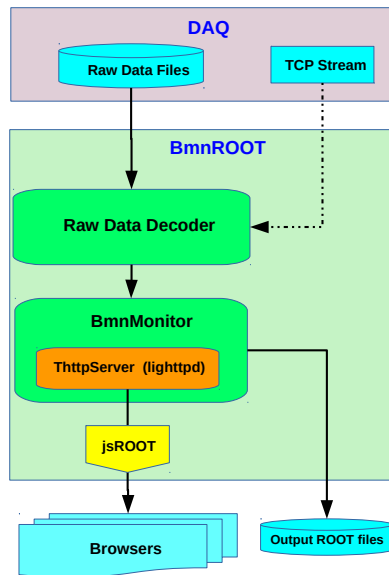 DAQ
Raw Data Files
TCP Stream
BmnROOT
Raw Data Decoder
BmnMonitor
ThttpServer (lighttpd)
jsROOT
Browsers
Output ROOT files